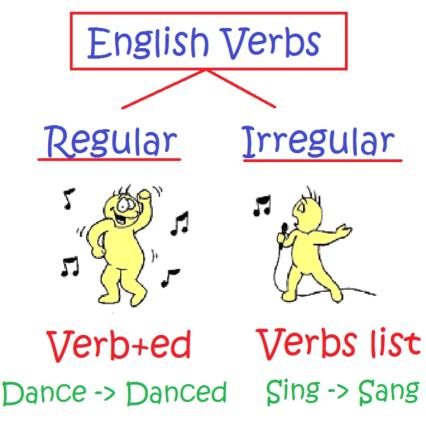 English Verbs
Regular Irregular
Verb+ed Verbs list
Dance -> Danced Sing -> Sang